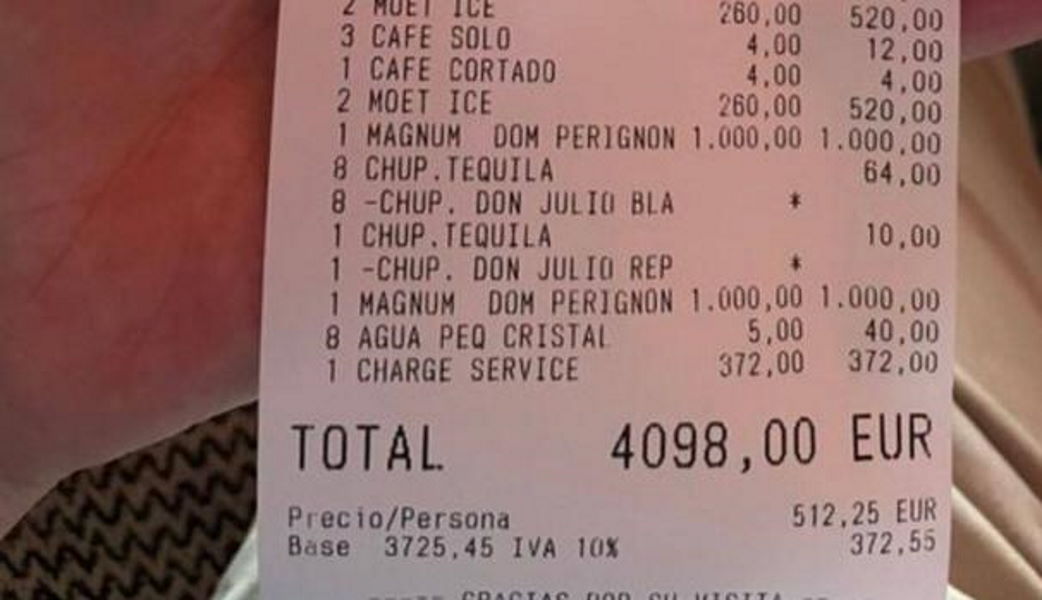 2 MOET ICE 260,00 520,00
3 CAFE SOLO 4,00 12,00
1 CAFE CORTADO 4,00 4,00
2 MOET ICE 260,00 520,00
1 MAGNUM DOM PERIGNON 1.000,00 1.000,00
8 CHUP.TEQUILA 64,00
8 -CHUP. DON JULIO BLA *
1 CHUP.TEQUILA 10,00
1 -CHUP. DON JULIO REP *
1 MAGNUM DOM PERIGNON 1.000,00 1.000,00
8 AGUA PEQ CRISTAL 5,00 40,00
1 CHARGE SERVICE 372,00 372,00
TOTAL 4098,00 EUR
Precio/Persona 512,25 EUR
Base 3725,45 IVA 10% 372,55
----- GRACIAS POR SU VISITA -----